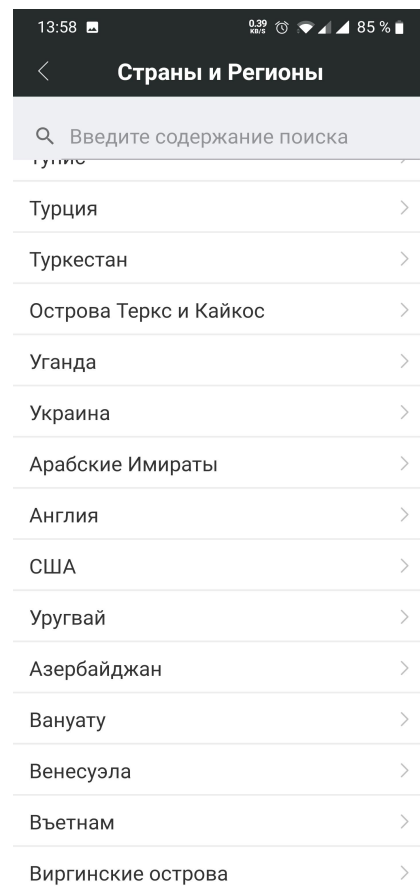 13:58 0.39 KB/S 85 %
Страны и Регионы
Введите содержание поиска
Тунис
Турция
Туркестан
Острова Теркс и Кайкос
Уганда
Украина
Арабские Имираты
Англия
США
Уругвай
Азербайджан
Вануату
Венесуэла
Въетнам
Виргинские острова